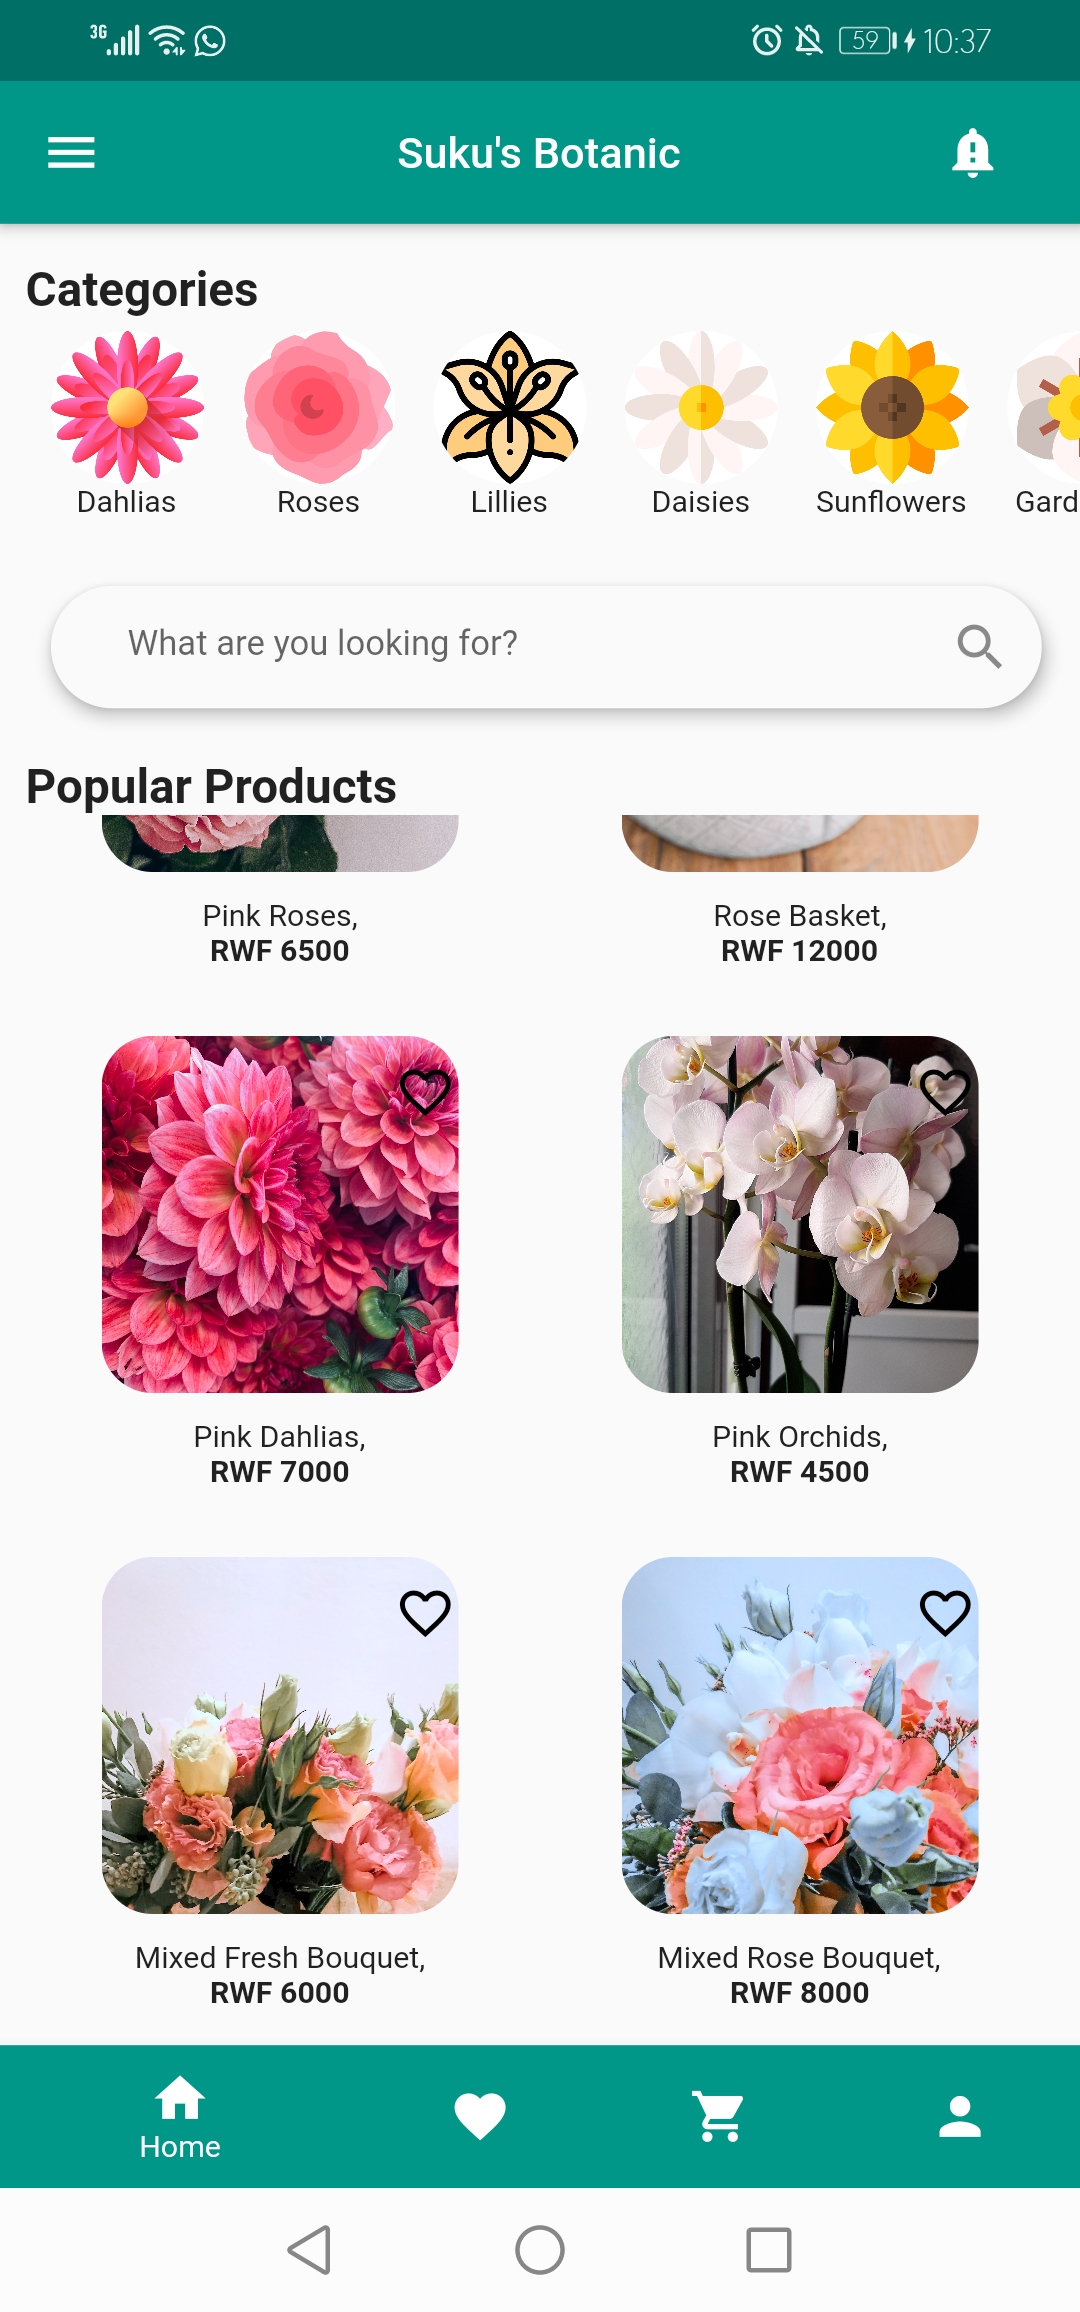 3G
59 10:37
Suku's Botanic
Categories
Dahlias Roses Lillies Daisies Sunflowers Gard
What are you looking for?
Popular Products
Pink Roses, Rose Basket,
RWF 6500 RWF 12000
Pink Dahlias, Pink Orchids,
RWF 7000 RWF 4500
Mixed Fresh Bouquet, Mixed Rose Bouquet,
RWF 6000 RWF 8000
Home